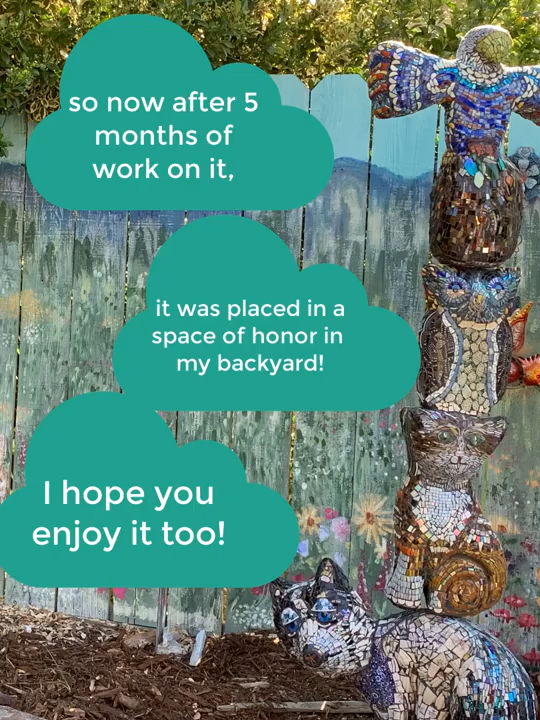 so now after 5
months of
work on it,
it was placed in a
space of honor in
my backyard!
I hope you
enjoy it too!